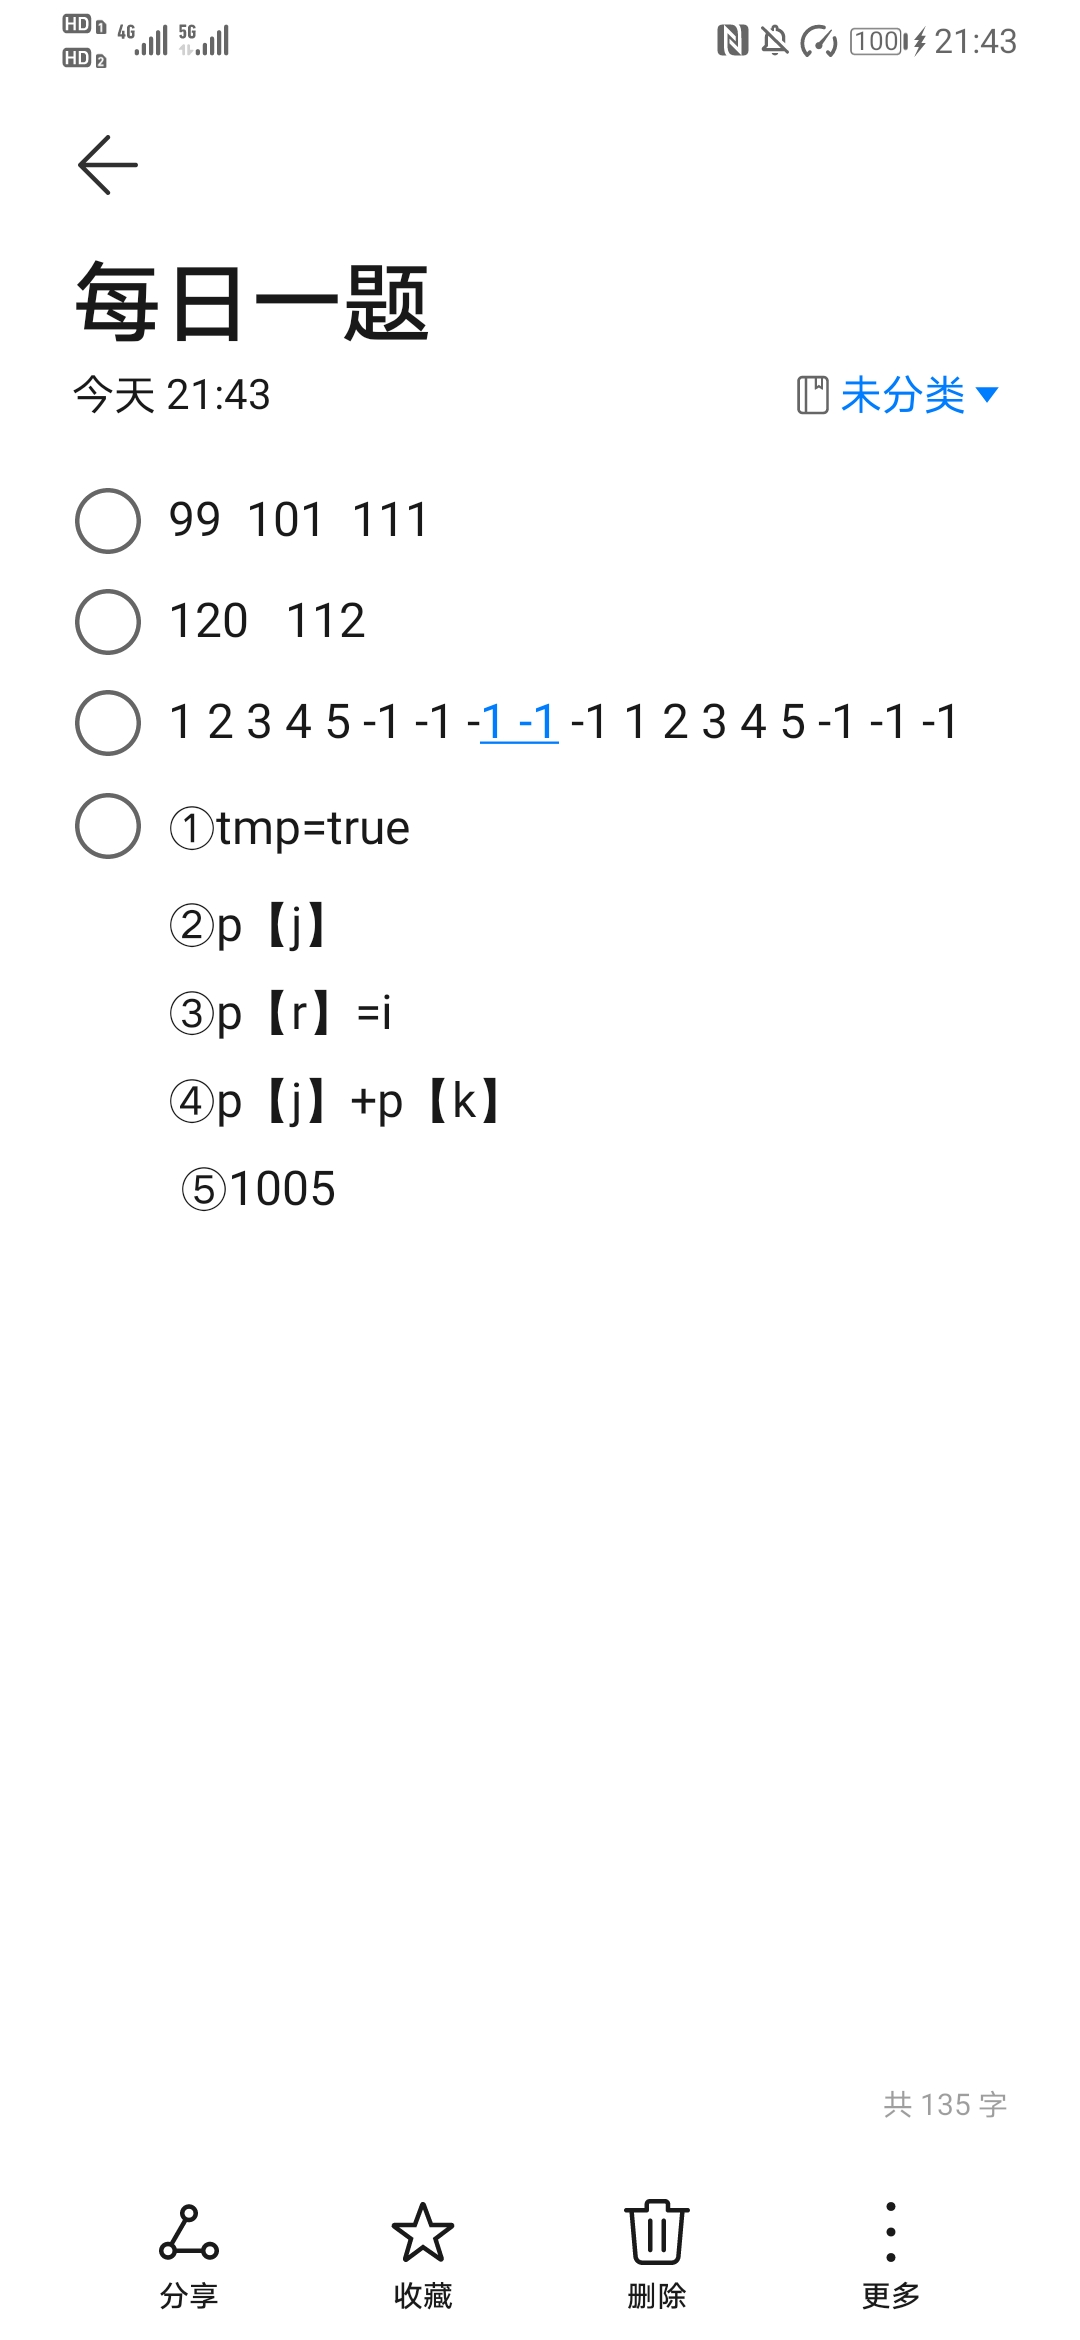 HD 1 4G 5G 100 21:43
HD 2
每日一题
今天 21:43 未分类
99 101 111
120 112
1 2 3 4 5 -1 -1 -1 -1 -1 1 2 3 4 5 -1 -1 -1
①tmp=true
②p【j】
③p【r】=i
④p【j】+p【k】
⑤1005
共 135 字
分享 收藏 删除 更多